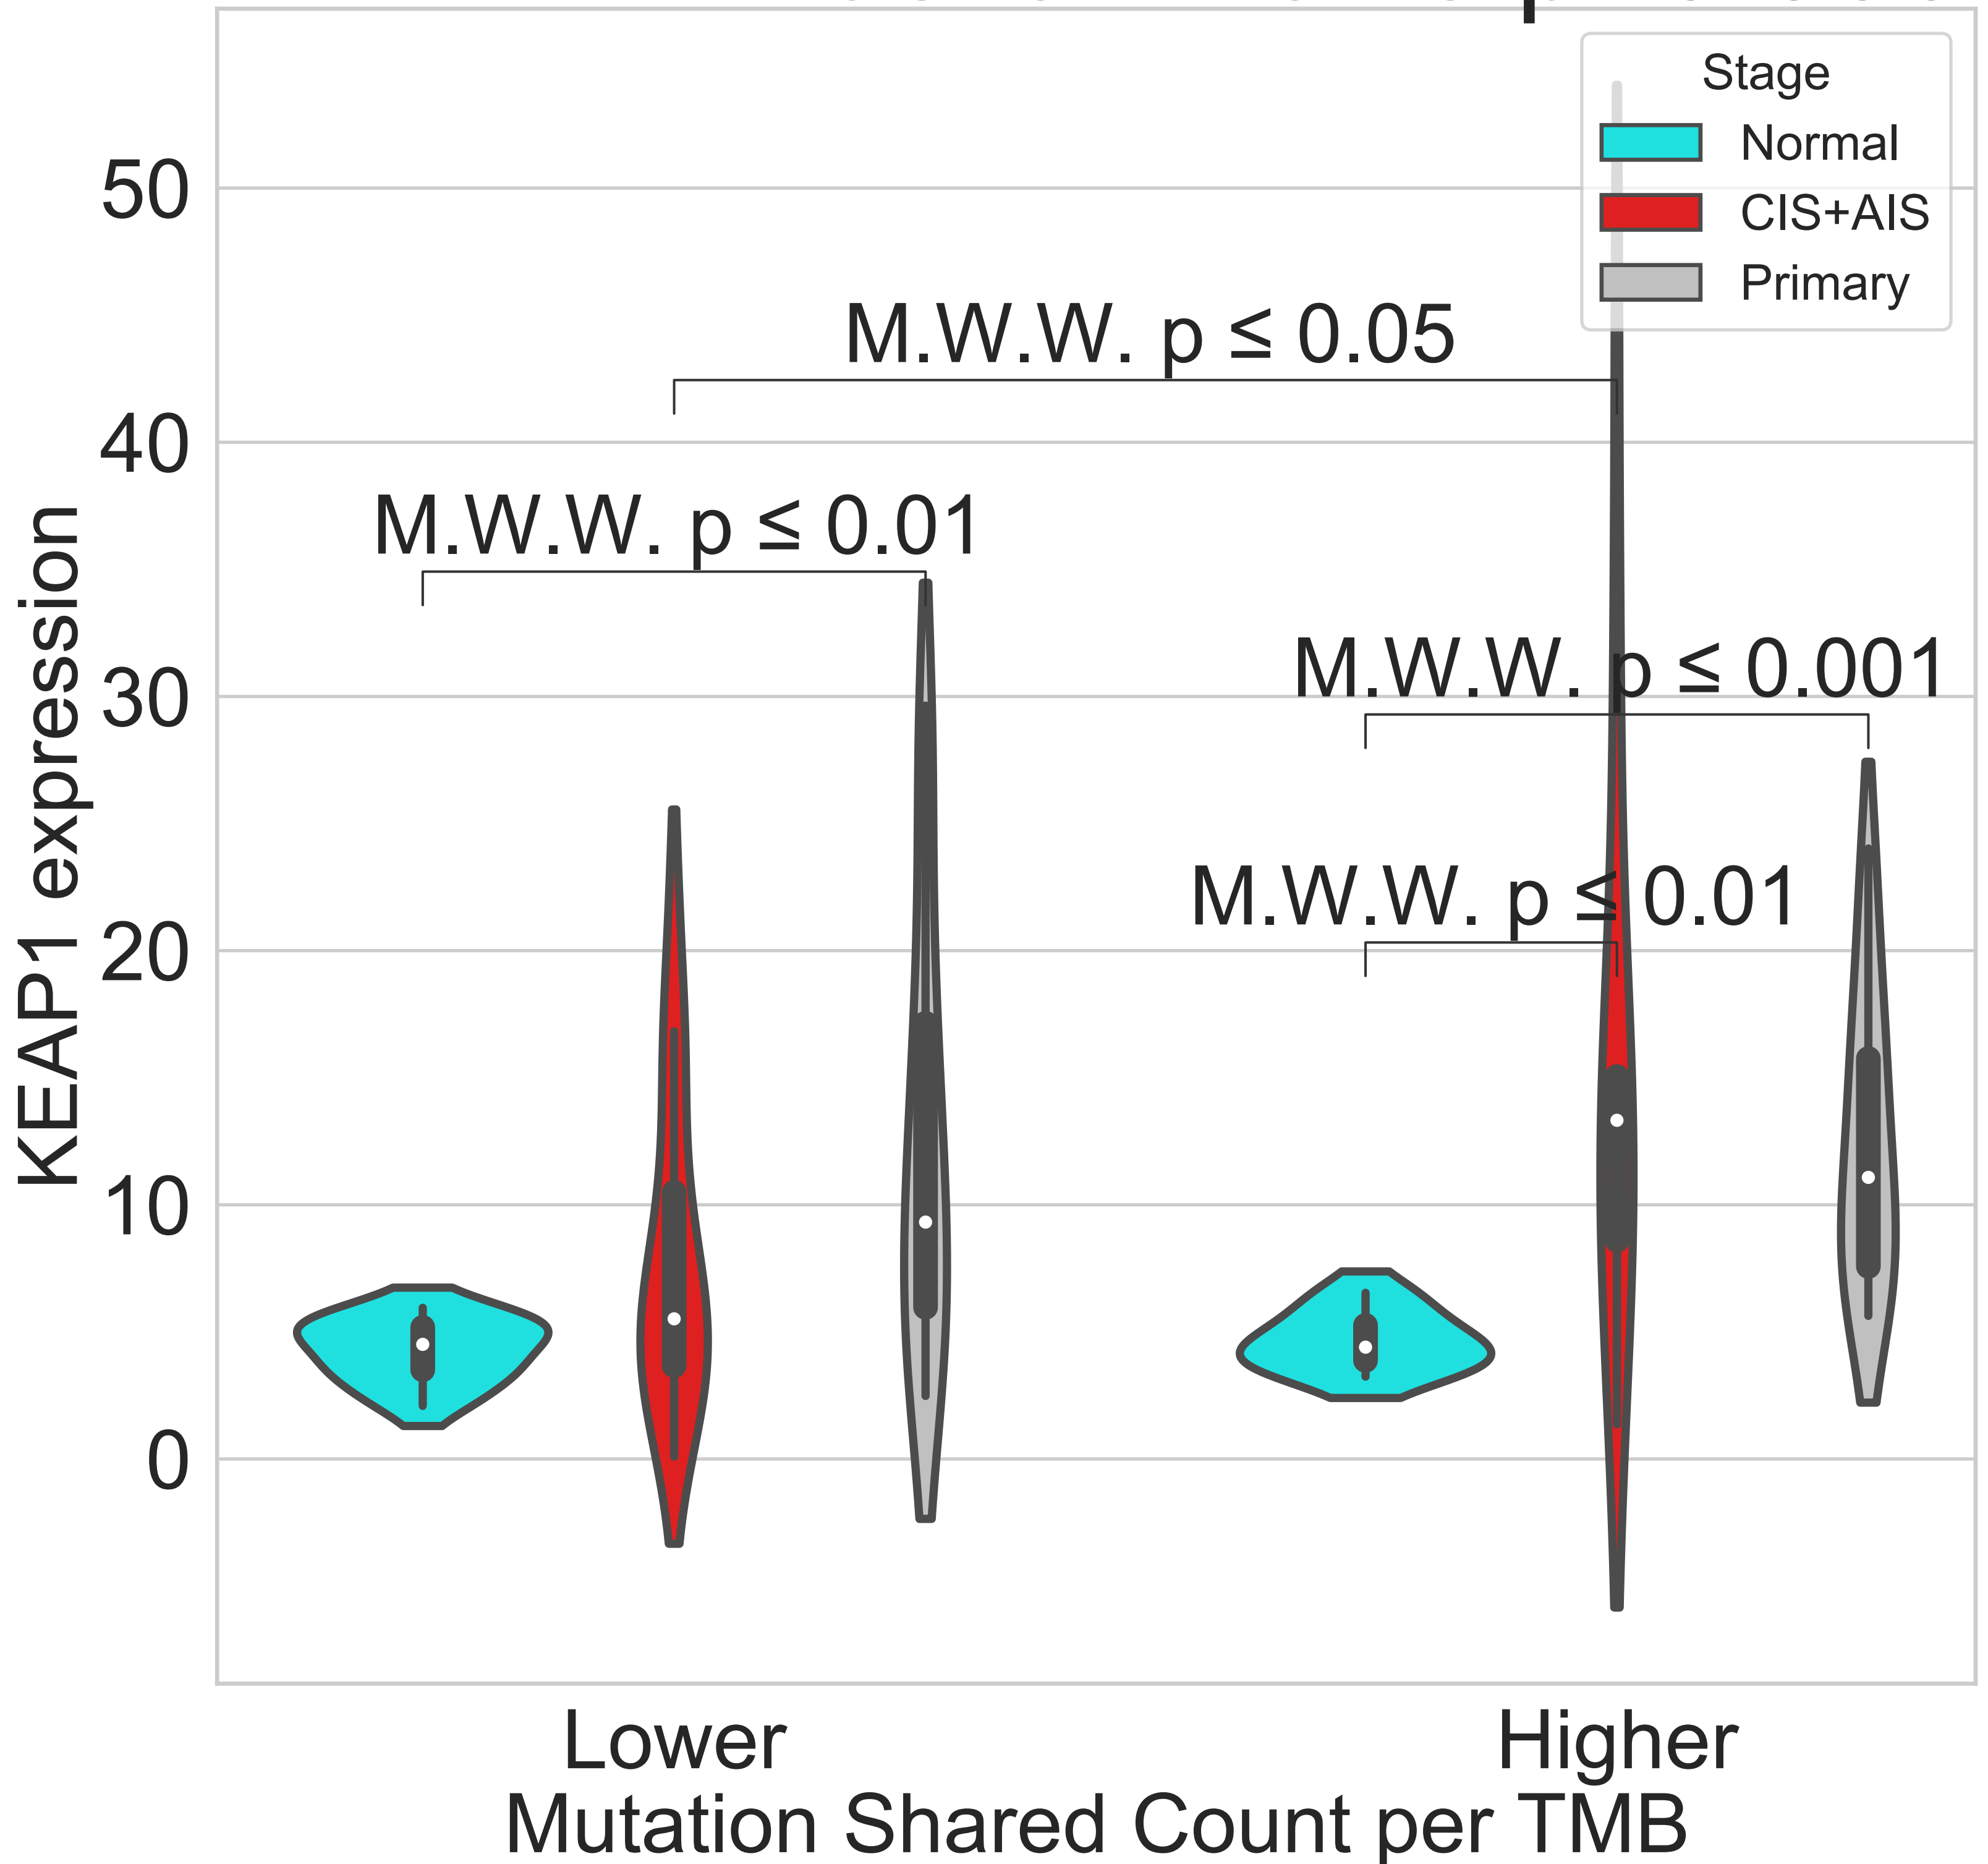 Stage
Normal
CIS+AIS
Primary
50
40
30
20
10
0
KEAP1 expression
M.W.W. p ≤ 0.05
M.W.W. p ≤ 0.01
M.W.W. p ≤ 0.001
M.W.W. p ≤ 0.01
Lower
Higher
Mutation Shared Count per TMB